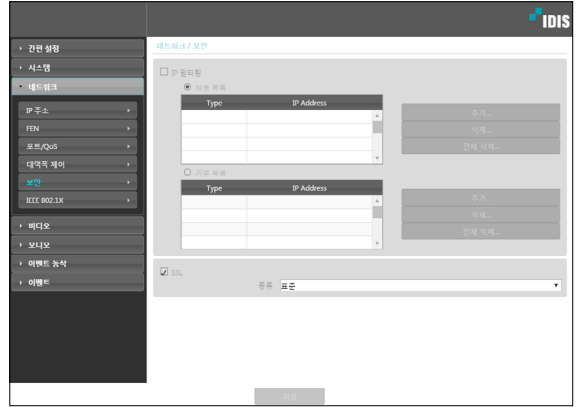 IDIS
간편 설정
네트워크 / 보안
시스템
네트워크
IP 주소
FEN
포트/QoS
대역폭 제어
보안
IEEE 802.1X
비디오
오디오
이벤트 동작
이벤트
IP 필터링
허용 목록
Type IP Address
추가...
삭제...
전체 삭제...
거부 목록
Type IP Address
추가...
삭제...
전체 삭제...
SSL
종류 표준
저장